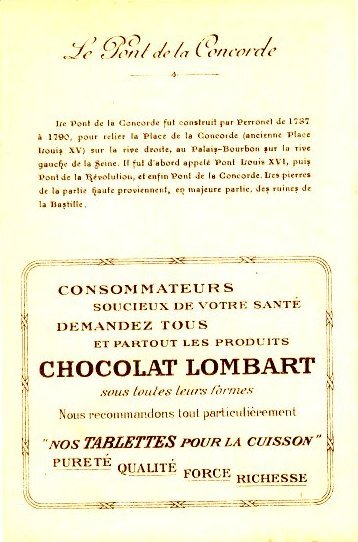 Le Pont de la Concorde
Le Pont de la Concorde fut construit par Perronel de 1787
à 1790, pour relier la Place de la Concorde (ancienne Place
Louis XV) sur la rive droite, au Palais-Bourbon sur la rive
gauche de la Seine. Il fut d'abord appelé Pont Louis XVI, puis
Pont de la Révolution, et enfin Pont de la Concorde. Les pierres
de la partie haute proviennent, en majeure partie, des ruines de
la Bastille.
CONSOMMATEURS
SOUCIEUX DE VOTRE SANTÉ
DEMANDEZ TOUS
ET PARTOUT LES PRODUITS
CHOCOLAT LOMBART
sous toutes leurs formes
Nous recommandons tout particulièrement
"NOS TABLETTES POUR LA CUISSON"
PURETÉ QUALITÉ FORCE RICHESSE